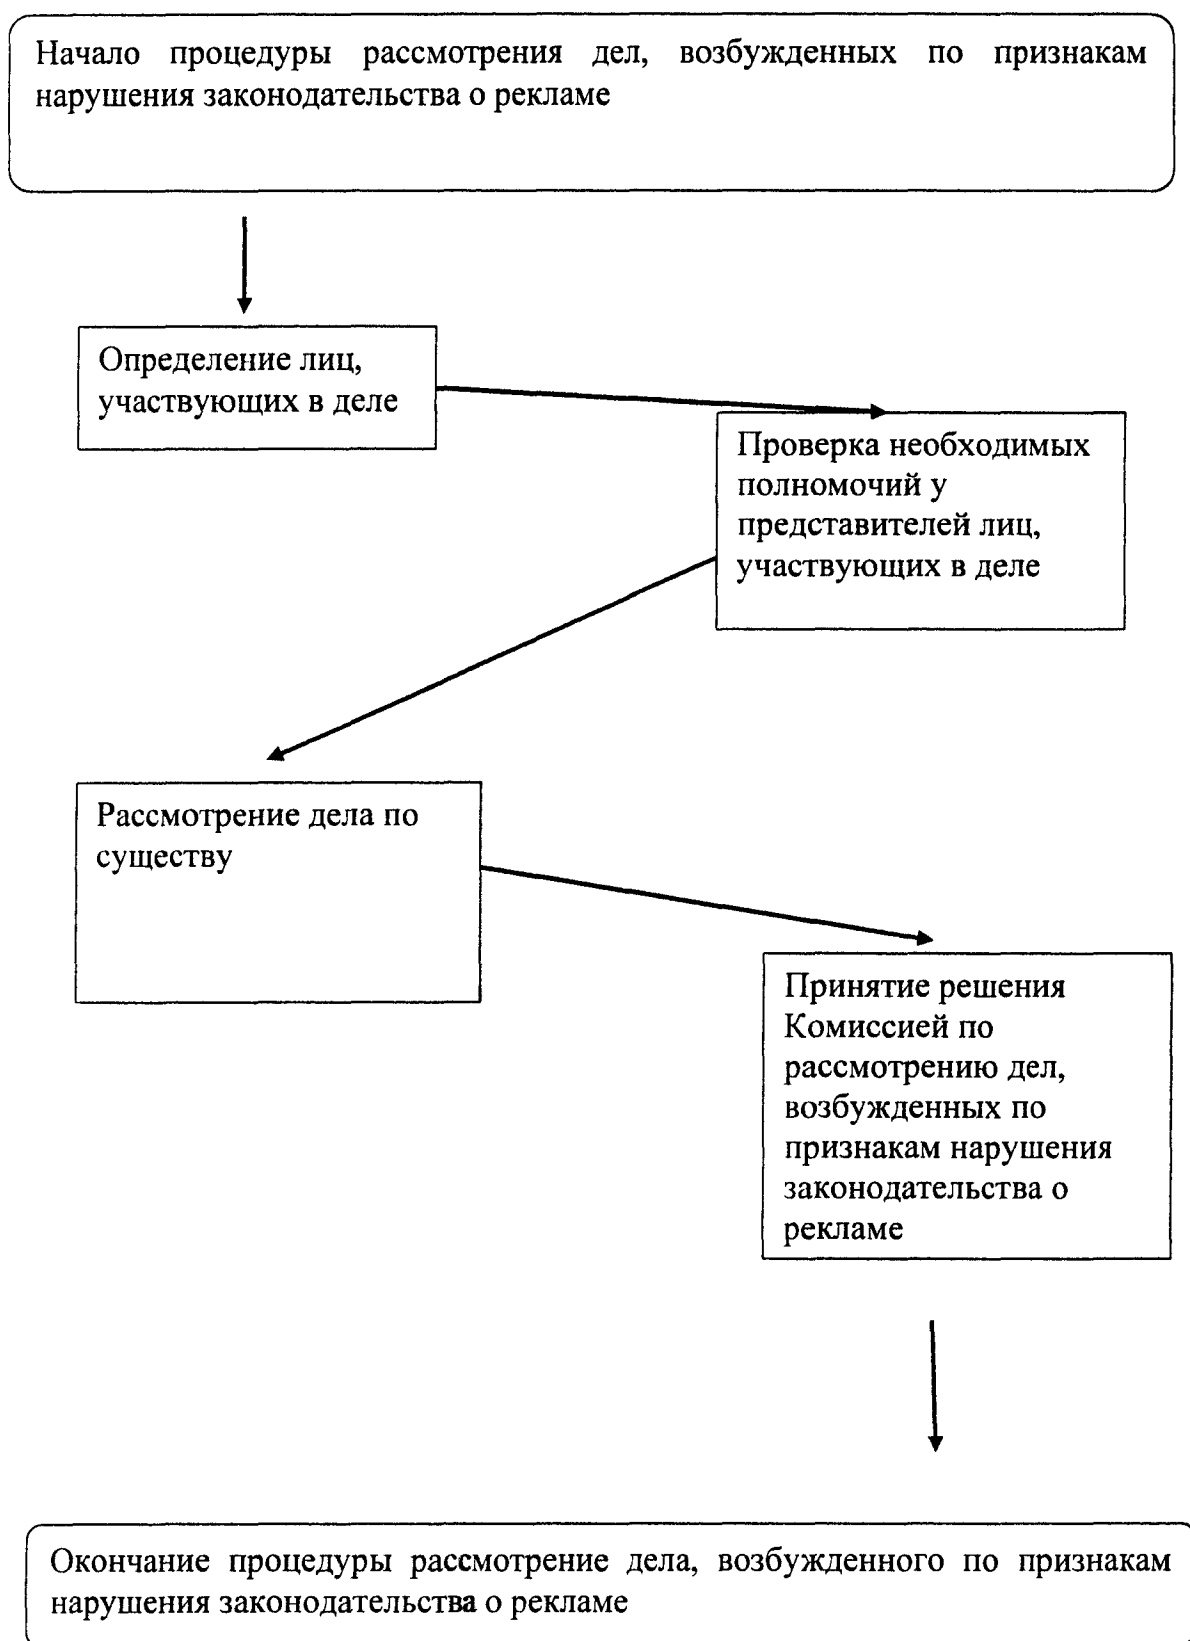 Начало процедуры рассмотрения дел, возбужденных по признакам
нарушения законодательства о рекламе
Определение лиц,
участвующих в деле
Проверка необходимых
полномочий у
представителей лиц,
участвующих в деле
Рассмотрение дела по
существу
Принятие решения
Комиссией по
рассмотрению дел,
возбужденных по
признакам нарушения
законодательства о
рекламе
Окончание процедуры рассмотрение дела, возбужденного по признакам
нарушения законодательства о рекламе